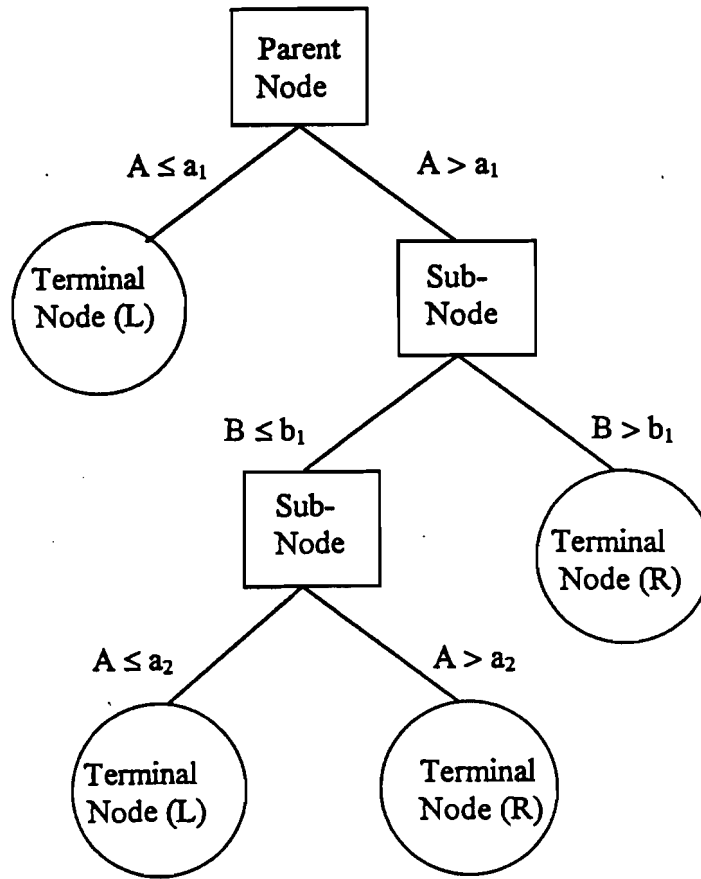 Parent
Node
A ≤ a₁
A > a₁
Terminal
Node (L)
Sub-
Node
B ≤ b₁
B > b₁
Sub-
Node
Terminal
Node (R)
A ≤ a₂
A > a₂
Terminal
Node (L)
Terminal
Node (R)